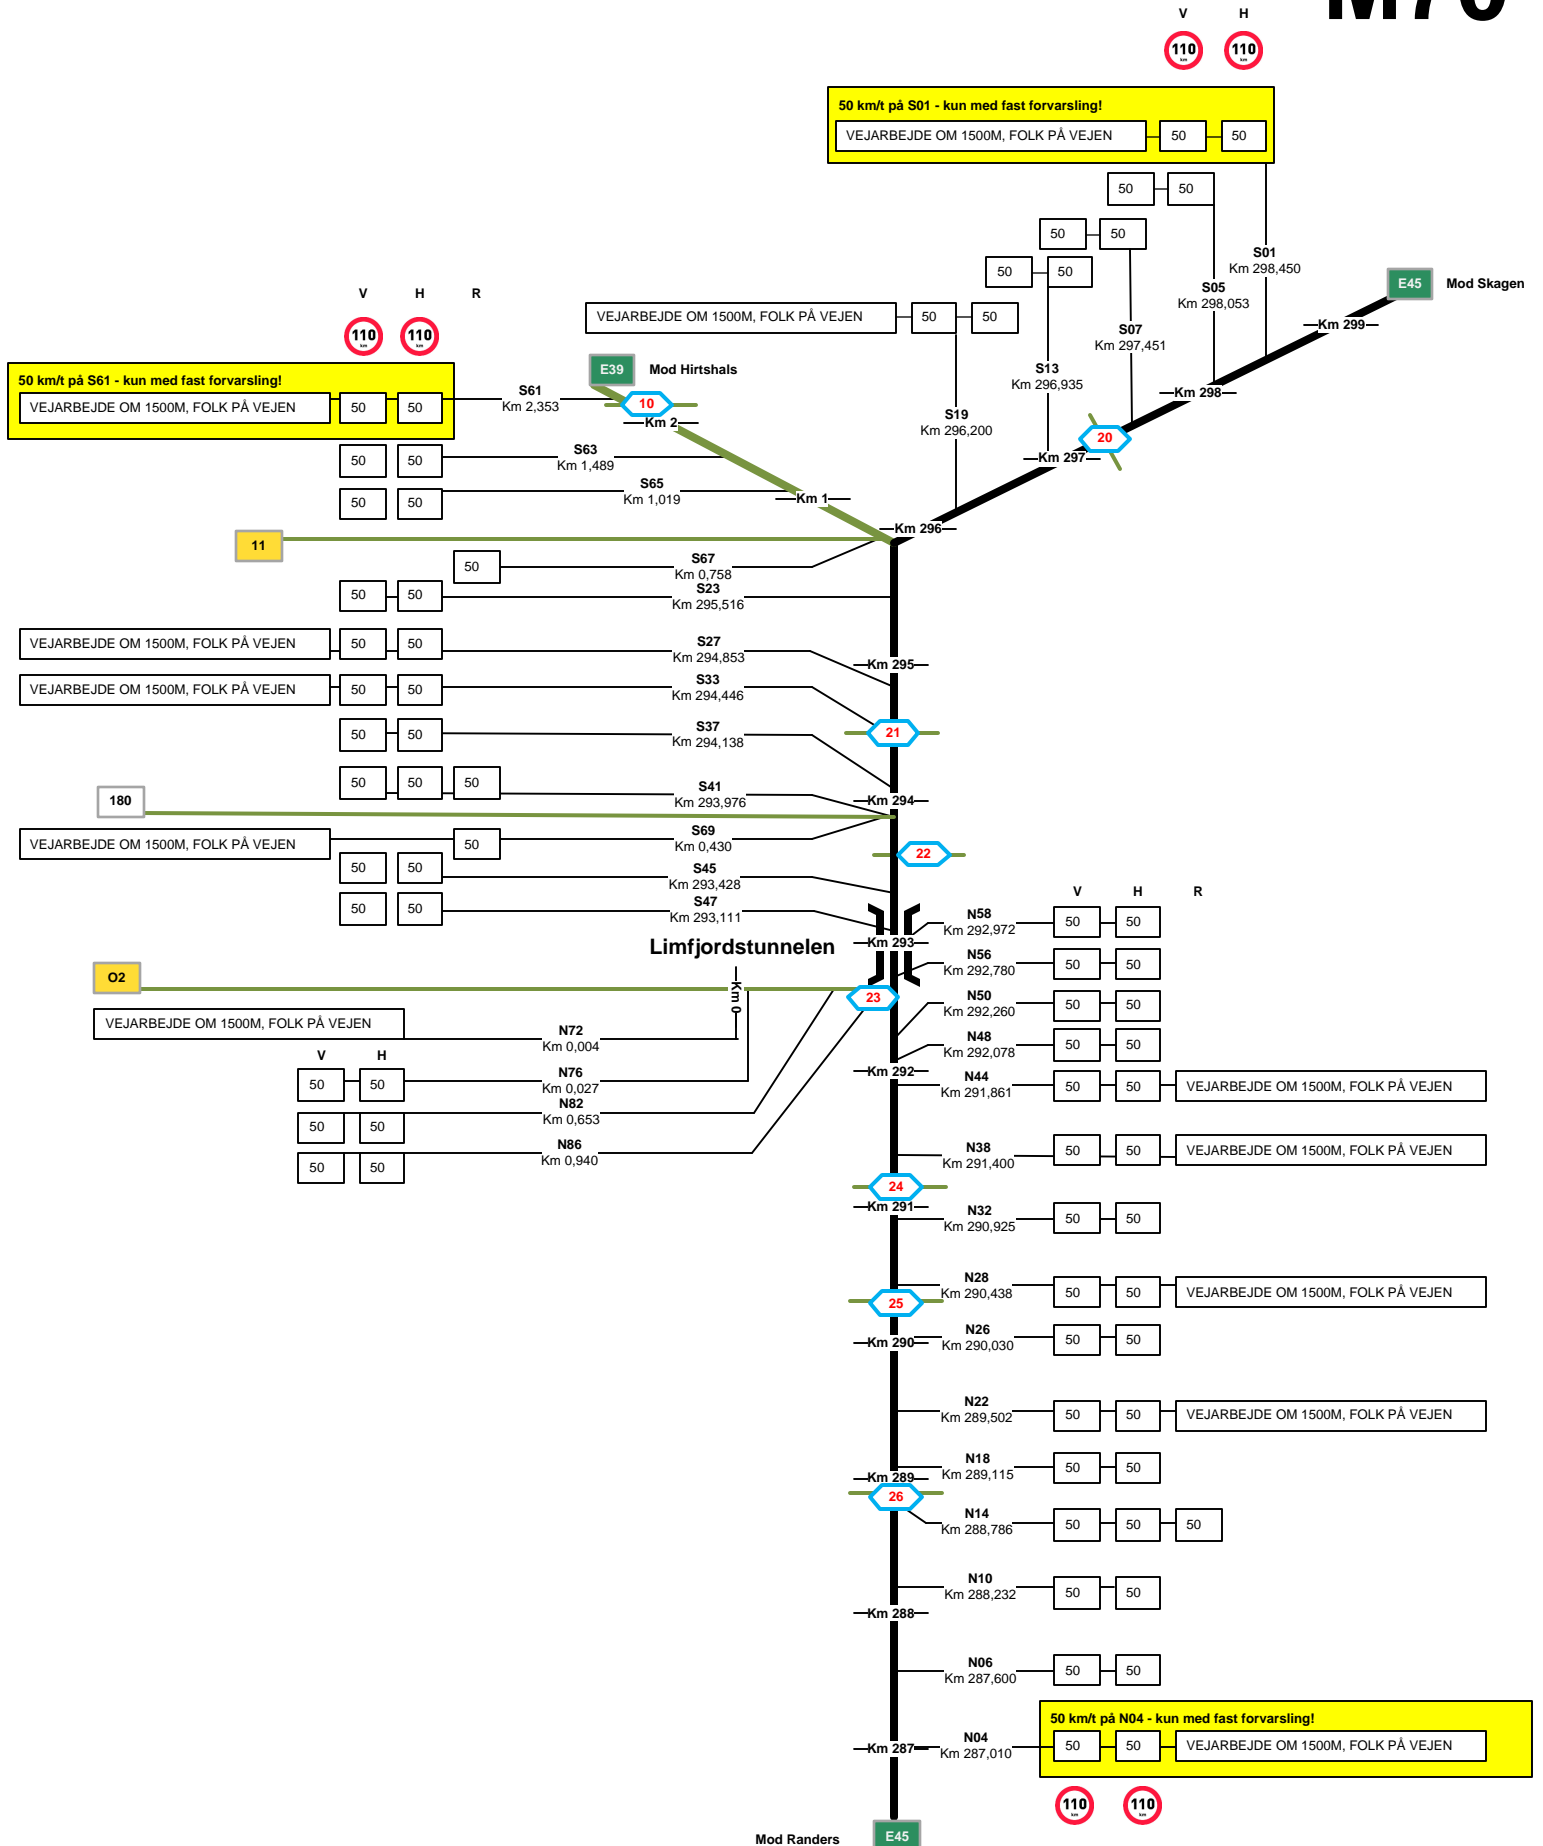 V H
110 km 110 km
50 km/t på S01 - kun med fast forvarsling!
VEJARBEJDE OM 1500M, FOLK PÅ VEJEN 50 50
50 50
50 50
50 50
S01
Km 298,450
S05
Km 298,053
S07
Km 297,451
S13
Km 296,935
E45 Mod Skagen
Km 299
Km 298
20
Km 297
VEJARBEJDE OM 1500M, FOLK PÅ VEJEN 50 50
S19
Km 296,200
Km 296
V H R
110 km 110 km
50 km/t på S61 - kun med fast forvarsling!
VEJARBEJDE OM 1500M, FOLK PÅ VEJEN 50 50
S61
Km 2,353
E39 Mod Hirtshals
10
Km 2
50 50 S63
Km 1,489
50 50 S65
Km 1,019
Km 1
11
50 S67
Km 0,758
50 50 S23
Km 295,516
VEJARBEJDE OM 1500M, FOLK PÅ VEJEN 50 50 S27
Km 294,853
Km 295
VEJARBEJDE OM 1500M, FOLK PÅ VEJEN 50 50 S33
Km 294,446
21
50 50 S37
Km 294,138
50 50 50 S41
Km 293,976
Km 294
180
VEJARBEJDE OM 1500M, FOLK PÅ VEJEN 50 S69
Km 0,430
22
50 50 S45
Km 293,428
50 50 S47
Km 293,111
Limfjordstunnelen
Km 293
V H R
N58
Km 292,972 50 50
N56
Km 292,780 50 50
O2
Km 0
23
VEJARBEJDE OM 1500M, FOLK PÅ VEJEN
N72
Km 0,004
V H
50 50 N76
Km 0,027
50 50 N82
Km 0,653
50 50 N86
Km 0,940
N50
Km 292,260 50 50
N48
Km 292,078 50 50
Km 292
N44
Km 291,861 50 50 VEJARBEJDE OM 1500M, FOLK PÅ VEJEN
N38
Km 291,400 50 50 VEJARBEJDE OM 1500M, FOLK PÅ VEJEN
24
Km 291
N32
Km 290,925 50 50
N28
Km 290,438 50 50 VEJARBEJDE OM 1500M, FOLK PÅ VEJEN
25
N26
Km 290,030 50 50
Km 290
N22
Km 289,502 50 50 VEJARBEJDE OM 1500M, FOLK PÅ VEJEN
N18
Km 289,115 50 50
Km 289
26
N14
Km 288,786 50 50 50
N10
Km 288,232 50 50
Km 288
N06
Km 287,600 50 50
50 km/t på N04 - kun med fast forvarsling!
Km 287
N04
Km 287,010 50 50 VEJARBEJDE OM 1500M, FOLK PÅ VEJEN
110 km 110 km
Mod Randers E45